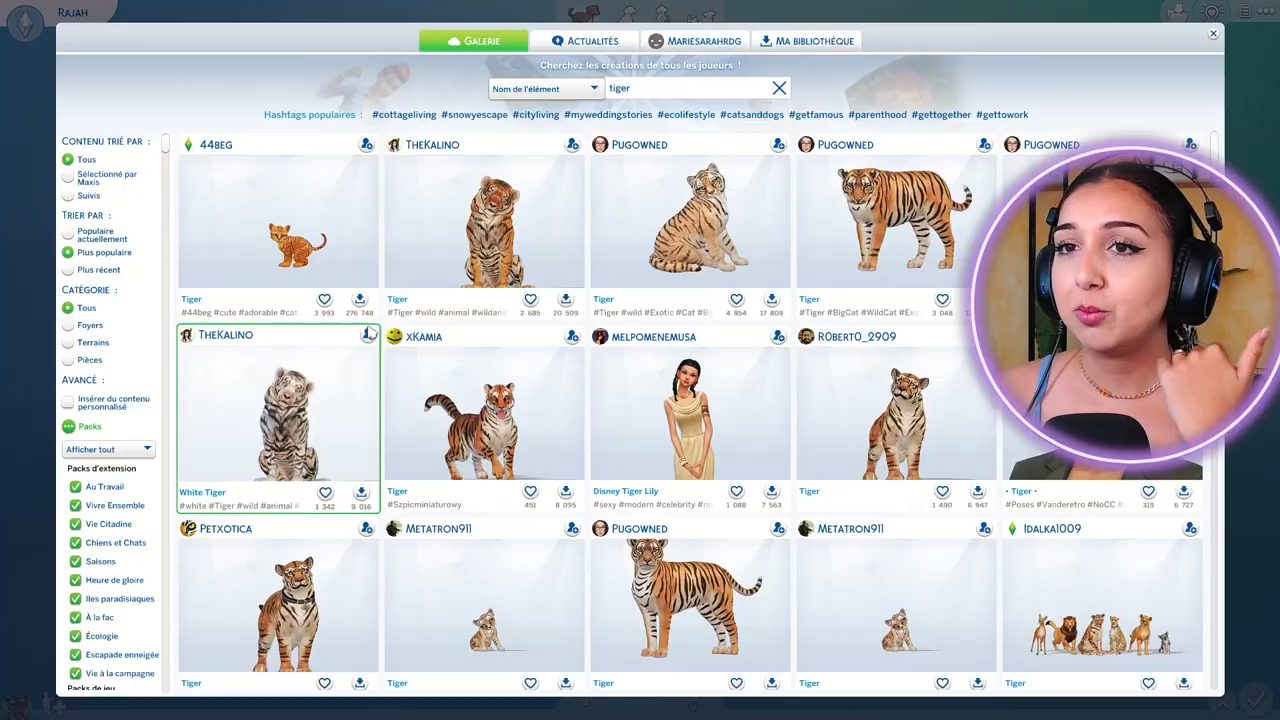 RAJAH
GALERIE
ACTUALITÉS
MARIESARAHRDG
MA BIBLIOTHÈQUE
Cherchez les créations de tous les joueurs !
Nom de l'élément
tiger
Hashtags populaires : #cottageliving #snowyescape #cityliving #myweddingstories #ecolifestyle #catsanddogs #getfamous #parenthood #gettogether #gettowork
CONTENU TRIÉ PAR :
Tous
Sélectionné par
Maxis
Suivis
TRIER PAR :
Populaire
actuellement
Plus populaire
Plus récent
CATÉGORIE :
Tous
Foyers
Terrains
Pièces
AVANCÉ :
Insérer du contenu
personnalisé
Packs
Afficher tout
Packs d'extension
Au Travail
Vivre Ensemble
Vie Citadine
Chiens et Chats
Saisons
Heure de gloire
Iles paradisiaques
À la fac
Écologie
Escapade enneigée
Vie à la campagne
Packs de jeu
44BEG
THEKALINO
PUGOWNED
PUGOWNED
PUGOWNED
Tiger
3 993
276 748
#44beg #cute #adorable #cat
Tiger
2 685
20 509
#Tiger #wild #animal #wildani
Tiger
4 854
17 809
#Tiger #wild #Exotic #Cat #Big
Tiger
3 048
#Tiger #BigCat #WildCat #Exo
THEKALINO
XKAMIA
MELPOMENEMUSA
R0BERTO_2909
White Tiger
1 342
9 016
#white #Tiger #wild #animal #
Tiger
451
8 095
#Szpicminiaturowy
Disney Tiger Lily
1 088
7 563
#sexy #modern #celebrity #no
Tiger
1 490
6 947
• Tiger •
319
6 727
#Poses #Vanderetro #NoCC #
PETXOTICA
METATRON911
PUGOWNED
METATRON911
IDALKA1009
Tiger
Tiger
Tiger
Tiger
Tiger